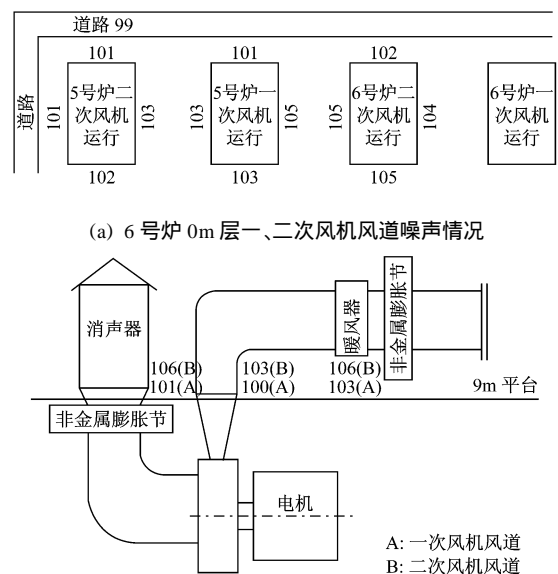 道路 99
道路
101
101
102
101
5号炉二
次风机
运行
103
103
5号炉一
次风机
运行
105
105
6号炉二
次风机
运行
104
6号炉一
次风机
运行
102
103
105
(a) 6 号炉 0m 层一、二次风机风道噪声情况
消声器
106(B)
101(A)
103(B)
100(A)
暖风器
106(B)
103(A)
非金属膨胀节
9m 平台
非金属膨胀节
电机
A: 一次风机风道
B: 二次风机风道